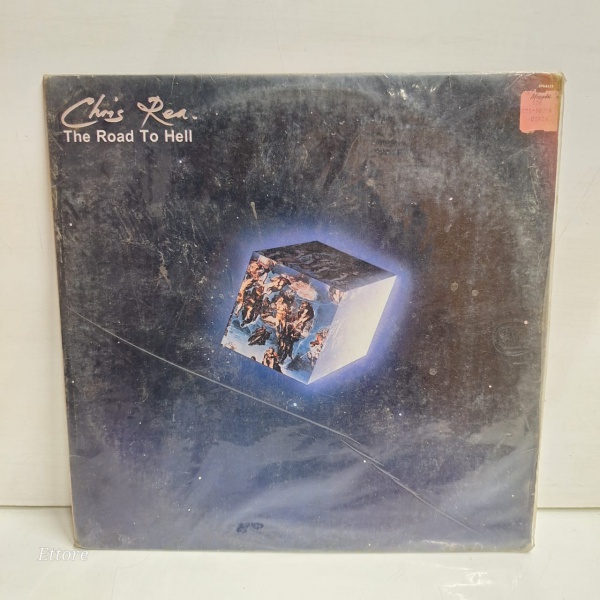 Chris Rea.
The Road To Hell
Ettore